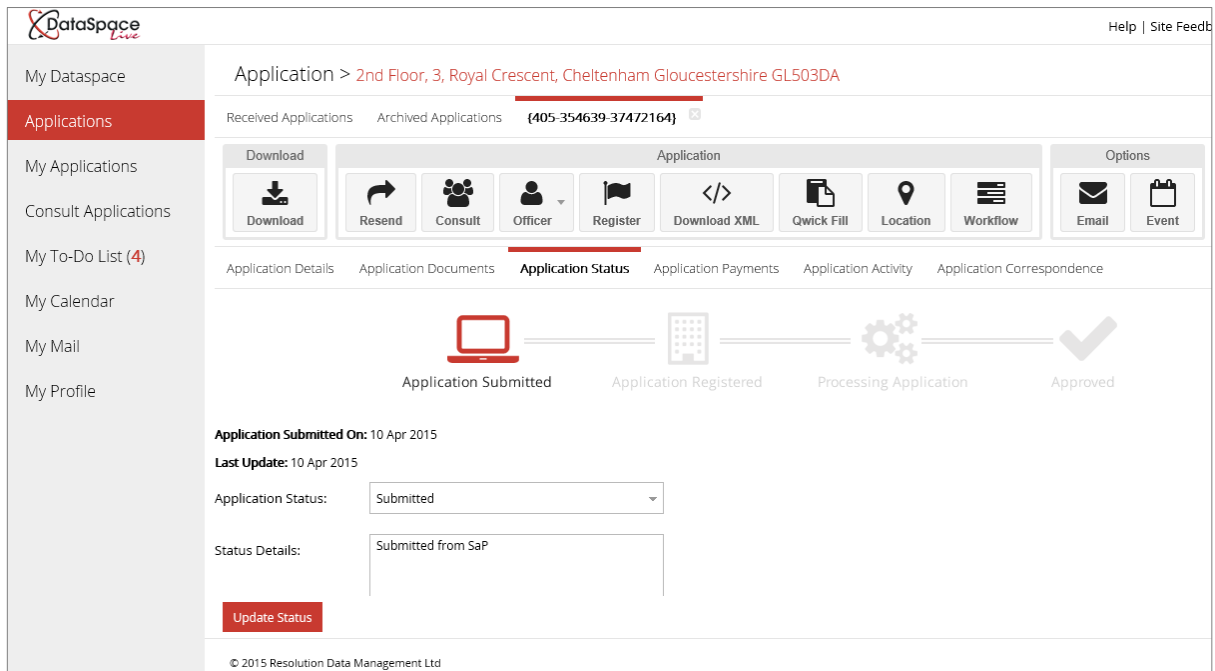 DataSpace
Live
Help | Site Feedb
My Dataspace
Applications
My Applications
Consult Applications
My To-Do List (4)
My Calendar
My Mail
My Profile
Application > 2nd Floor, 3, Royal Crescent, Cheltenham Gloucestershire GL503DA
Received Applications Archived Applications {405-354639-37472164}
Download Application Options
Download Resend Consult Officer Register Download XML Qwick Fill Location Workflow Email Event
Application Details Application Documents Application Status Application Payments Application Activity Application Correspondence
Application Submitted Application Registered Processing Application Approved
Application Submitted On: 10 Apr 2015
Last Update: 10 Apr 2015
Application Status: Submitted
Status Details: Submitted from SaP
Update Status
© 2015 Resolution Data Management Ltd